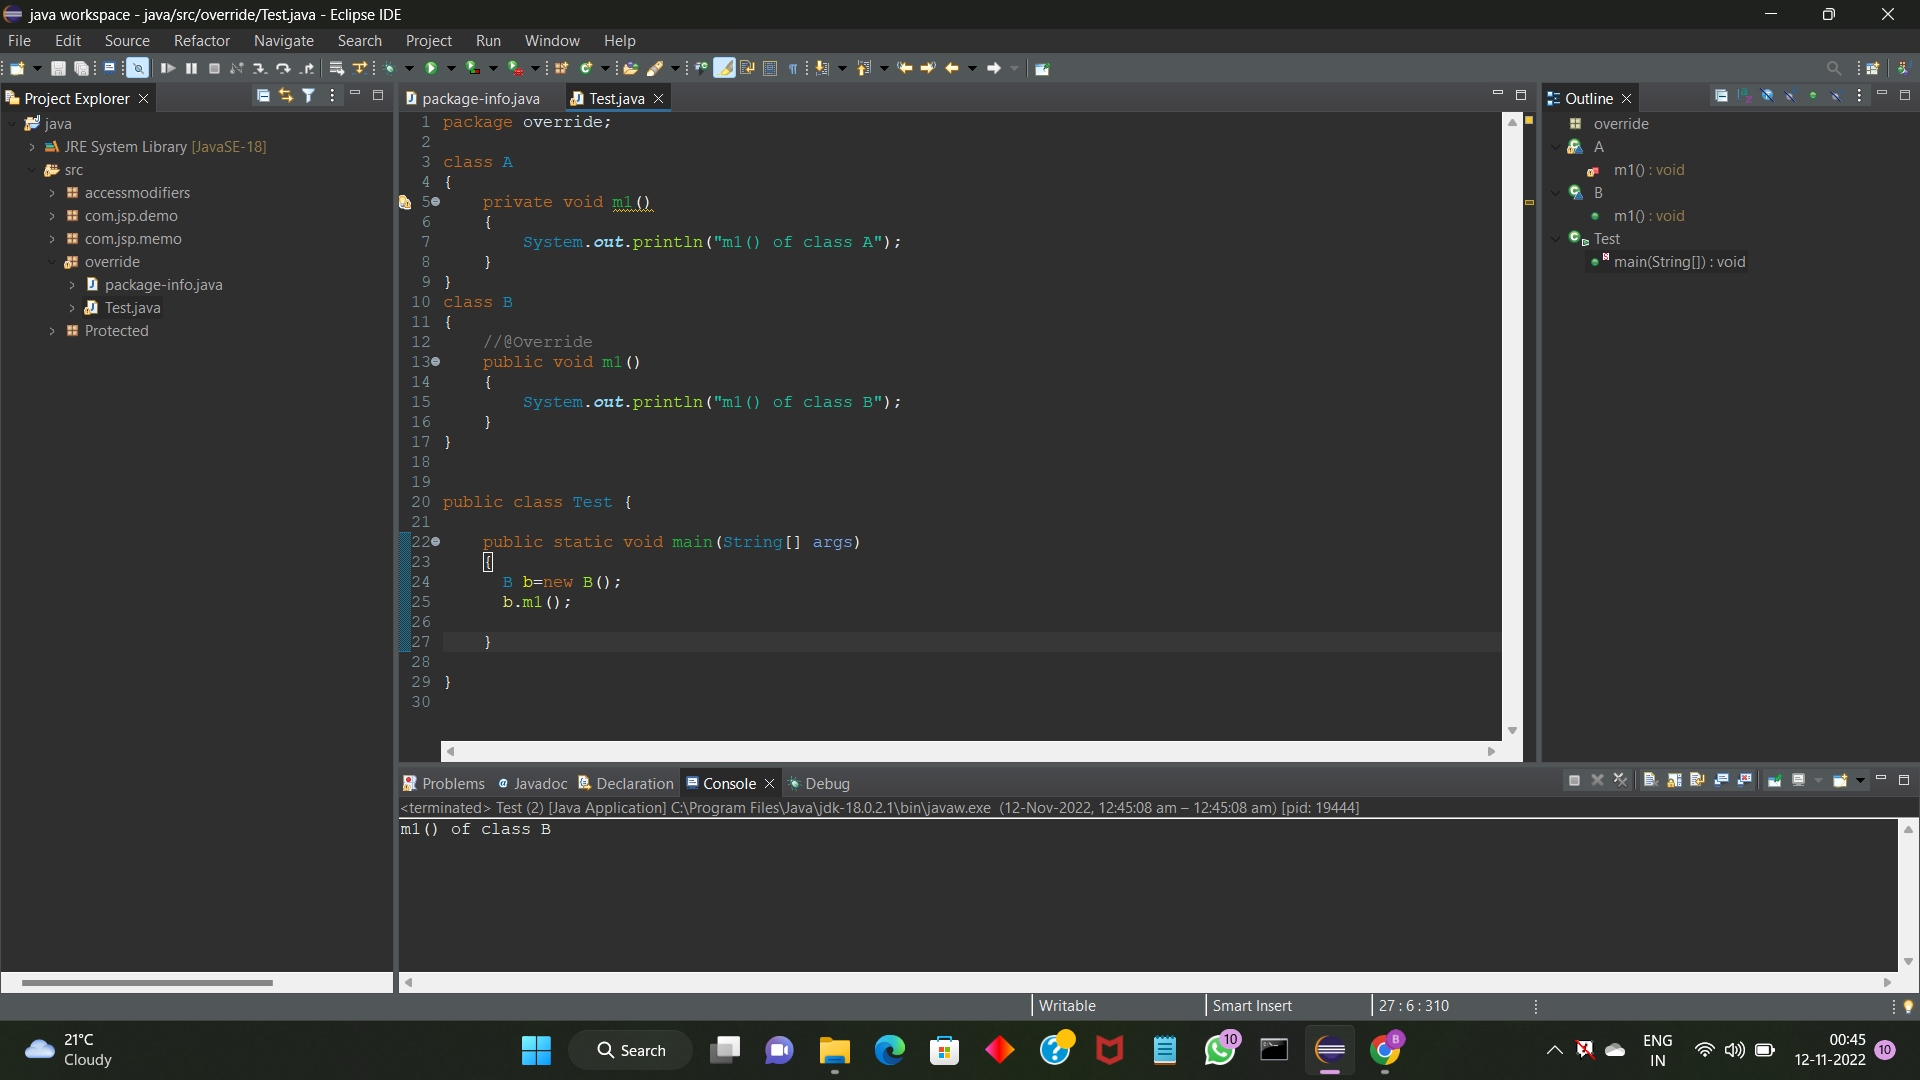 java workspace - java/src/override/Test.java - Eclipse IDE
File Edit Source Refactor Navigate Search Project Run Window Help
Project Explorer
java
JRE System Library [JavaSE-18]
src
accessmodifiers
com.jsp.demo
com.jsp.memo
override
package-info.java
Test.java
Protected
package-info.java Test.java
1 package override;
2
3 class A
4 {
5 private void m1()
6 {
7 System.out.println("m1() of class A");
8 }
9 }
10 class B
11 {
12 //@Override
13 public void m1()
14 {
15 System.out.println("m1() of class B");
16 }
17 }
18
19
20 public class Test {
21
22 public static void main(String[] args)
23 {
24 B b=new B();
25 b.m1();
26
27 }
28
29 }
30
Outline
override
A
m1() : void
B
m1() : void
Test
main(String[]) : void
Problems Javadoc Declaration Console Debug
<terminated> Test (2) [Java Application] C:\Program Files\Java\jdk-18.0.2.1\bin\javaw.exe (12-Nov-2022, 12:45:08 am – 12:45:08 am) [pid: 19444]
m1() of class B
Writable Smart Insert 27 : 6 : 310
21°C
Cloudy
Search
10
B
ENG
IN
00:45
12-11-2022
10